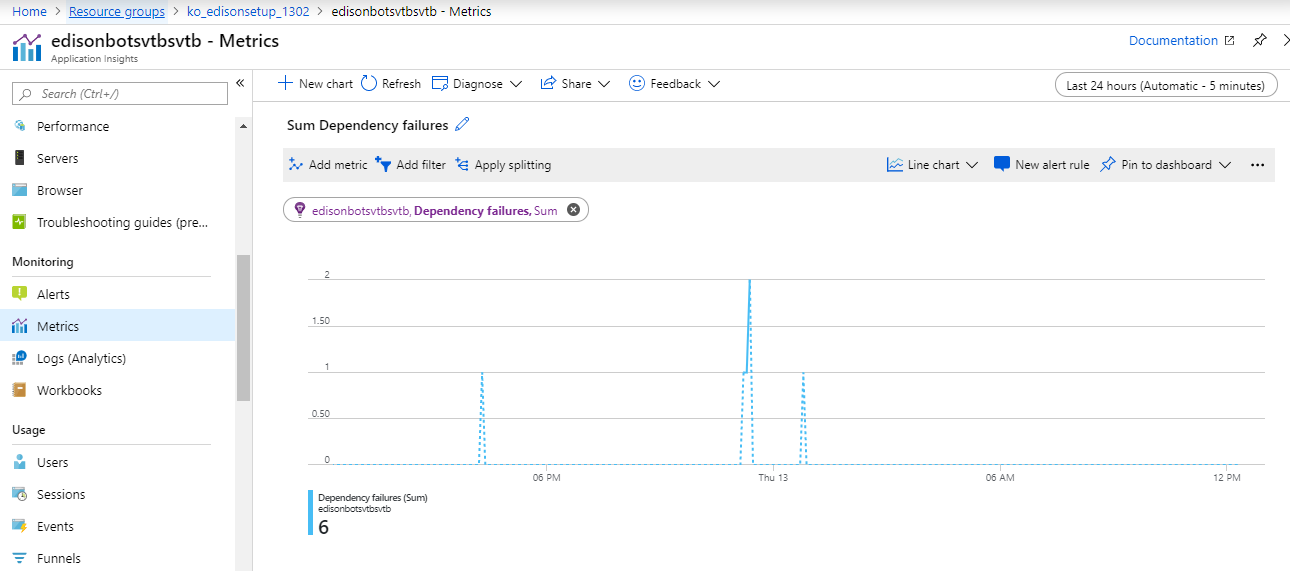 Home > Resource groups > ko_edisonsetup_1302 > edisonbotsvtbsvtb - Metrics
edisonbotsvtbsvtb - Metrics
Application Insights
Documentation
Search (Ctrl+/)
«
New chart Refresh Diagnose Share Feedback
Last 24 hours (Automatic - 5 minutes)
Performance
Servers
Browser
Troubleshooting guides (pre...
Monitoring
Alerts
Metrics
Logs (Analytics)
Workbooks
Usage
Users
Sessions
Events
Funnels
Sum Dependency failures
Add metric Add filter Apply splitting Line chart New alert rule Pin to dashboard ...
edisonbotsvtbsvtb, Dependency failures, Sum
2
1.50
1
0.50
0
06 PM Thu 13 06 AM 12 PM
Dependency failures (Sum)
edisonbotsvtbsvtb
6